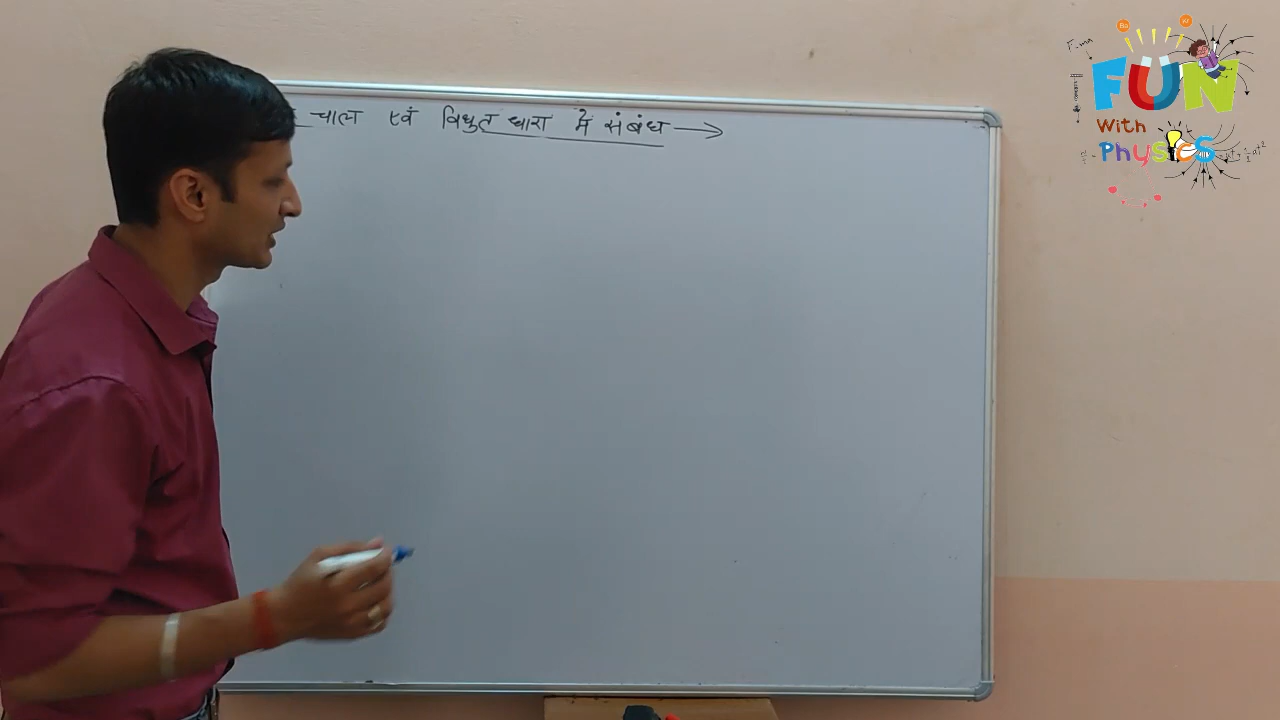 चाल एवं विधुत धारा में संबंध →
FUN
With
Physics